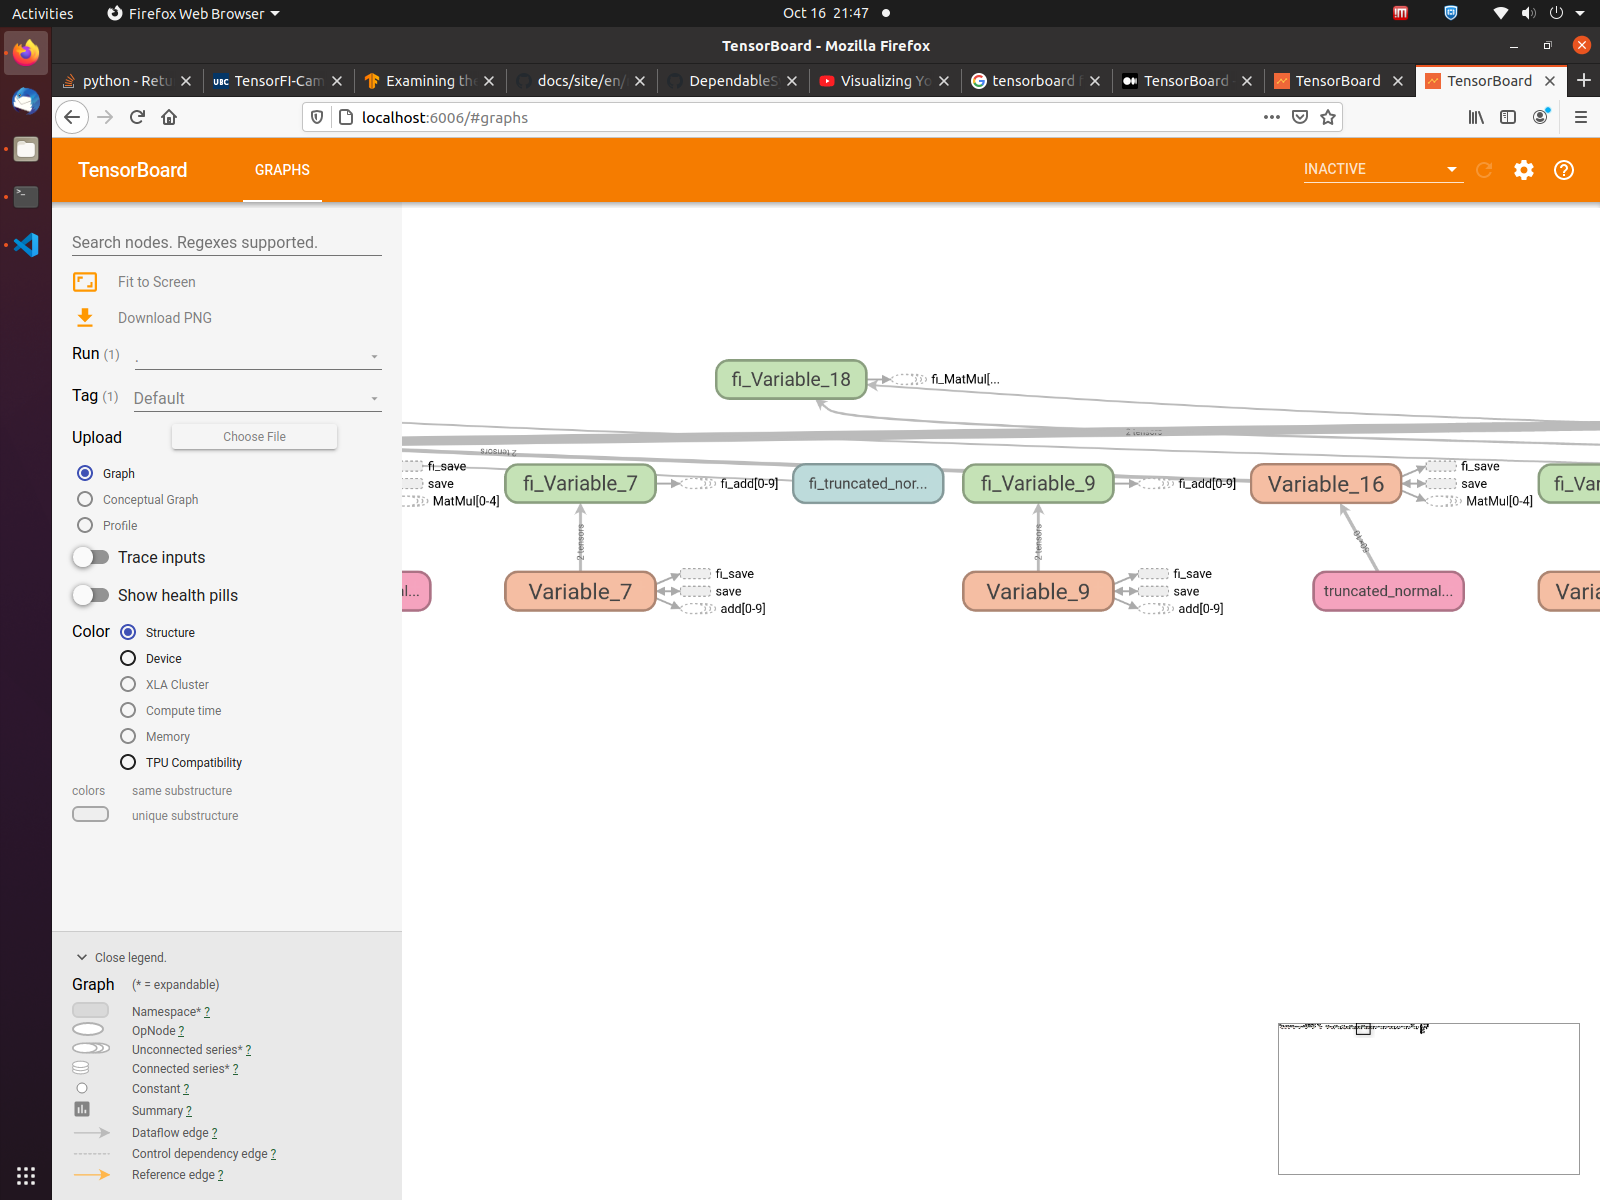 Activities
Firefox Web Browser
Oct 16 21:47
TensorBoard - Mozilla Firefox
python - Retu
UBC TensorFI-Cam
Examining the
docs/site/en/
DependableSy
Visualizing Yo
tensorboard
TensorBoard -
TensorBoard
TensorBoard
localhost:6006/#graphs
TensorBoard
GRAPHS
INACTIVE
Search nodes. Regexes supported.
Fit to Screen
Download PNG
Run (1) .
Tag (1) Default
Upload Choose File
Graph
Conceptual Graph
Profile
Trace inputs
Show health pills
Color Structure
Device
XLA Cluster
Compute time
Memory
TPU Compatibility
colors same substructure
unique substructure
Close legend.
Graph (* = expandable)
Namespace* ?
OpNode ?
Unconnected series* ?
Connected series* ?
Constant ?
Summary ?
Dataflow edge ?
Control dependency edge ?
Reference edge ?
fi_Variable_18
fi_MatMul[...
2 tensors
2 tensors
fi_save
save
MatMul[0-4]
fi_Variable_7
fi_add[0-9]
fi_truncated_nor...
fi_Variable_9
fi_add[0-9]
Variable_16
fi_save
save
MatMul[0-4]
fi_Var
2 tensors
2 tensors
50×10
l...
Variable_7
fi_save
save
add[0-9]
Variable_9
fi_save
save
add[0-9]
truncated_normal...
Varia